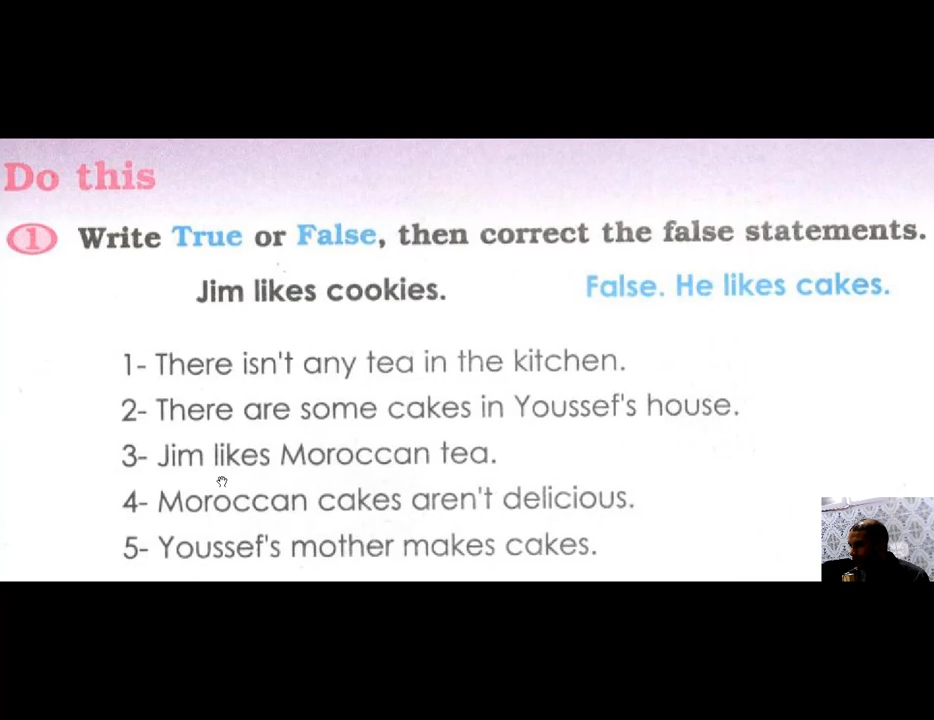 Do this
1 Write True or False, then correct the false statements.
Jim likes cookies. False. He likes cakes.
1- There isn't any tea in the kitchen.
2- There are some cakes in Youssef's house.
3- Jim likes Moroccan tea.
4- Moroccan cakes aren't delicious.
5- Youssef's mother makes cakes.